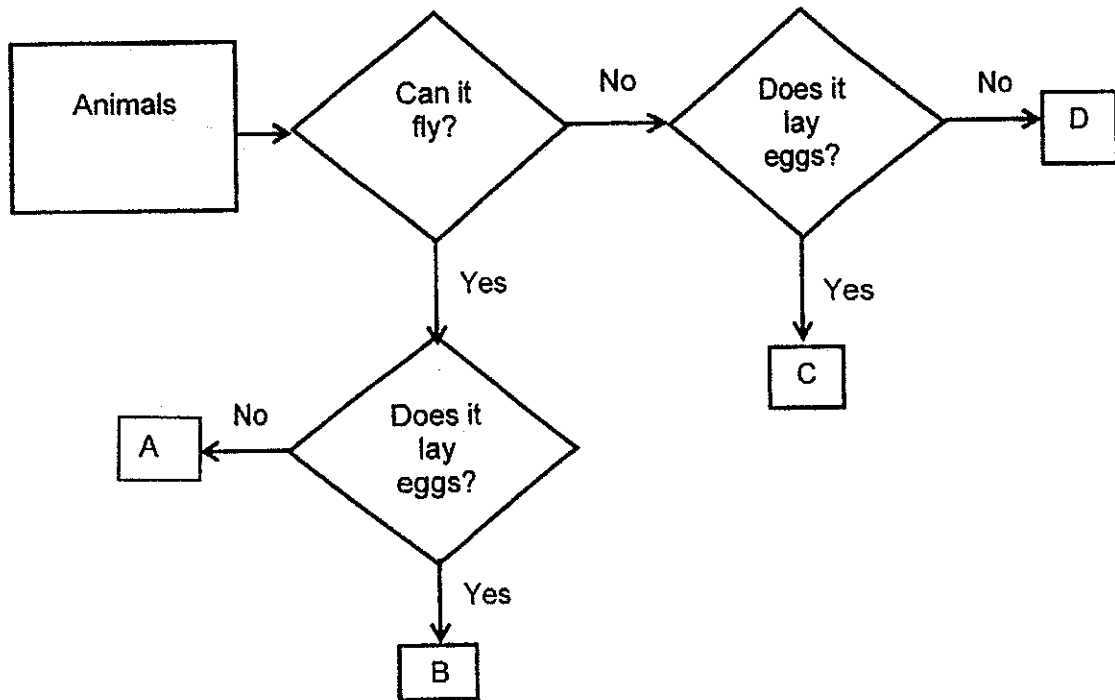 Animals
Can it
fly?
No
Does it
lay
eggs?
No
D
Yes
Yes
C
No
A
Does it
lay
eggs?
Yes
B